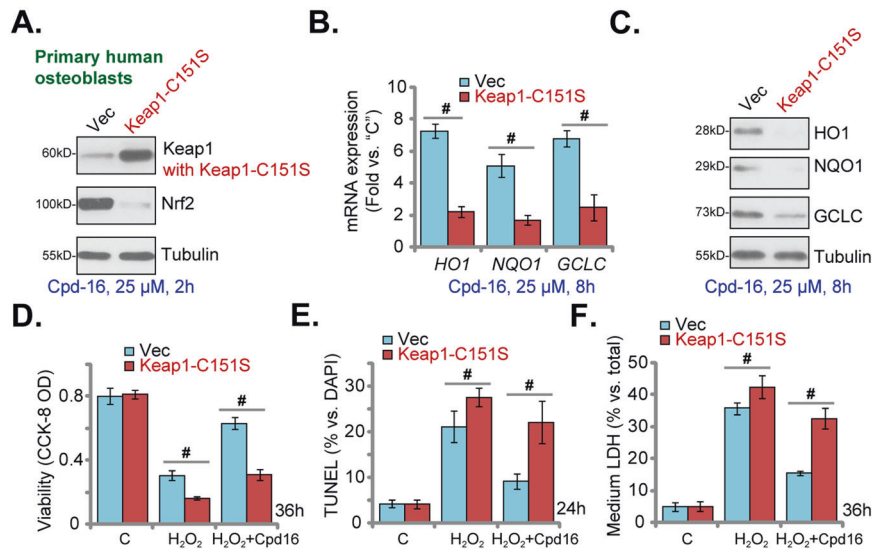 A.
Primary human
osteoblasts
Vec
Keap1-C151S
60kD
Keap1
with Keap1-C151S
100kD
Nrf2
55kD
Tubulin
Cpd-16, 25 µM, 2h
B.
Vec
Keap1-C151S
mRNA expression
(Fold vs. "C")
10
8
6
4
2
0
#
#
#
HO1 NQO1 GCLC
Cpd-16, 25 µM, 8h
C.
Vec
Keap1-C151S
28kD
HO1
29kD
NQO1
73kD
GCLC
55kD
Tubulin
Cpd-16, 25 µM, 8h
D.
Vec
Keap1-C151S
Viability (CCK-8 OD)
0.8
0.4
0
#
#
C H₂O₂ H₂O₂+Cpd16
36h
E.
Vec
Keap1-C151S
TUNEL (% vs. DAPI)
30
20
10
0
#
#
24h
C H₂O₂ H₂O₂+Cpd16
F.
Vec
Keap1-C151S
Medium LDH (% vs. total)
50
40
30
20
10
0
#
#
36h
C H₂O₂ H₂O₂+Cpd16